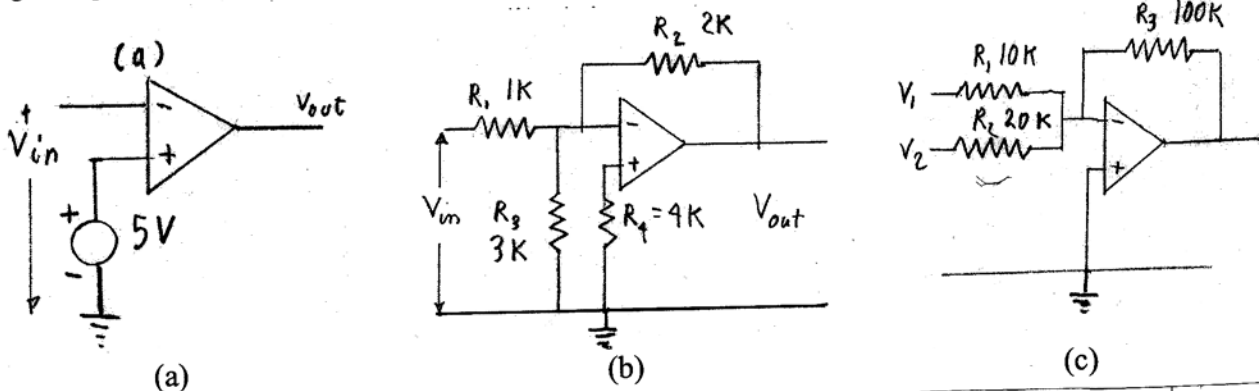 (a)
+
Vin
-
+
Vout
+
5V
-
(a)
R2 2K
R1 1K
-
+
Vin
R3
3K
R4 = 4K
Vout
(b)
R3 100K
V1
R1 10K
V2
R2 20K
-
+
(c)